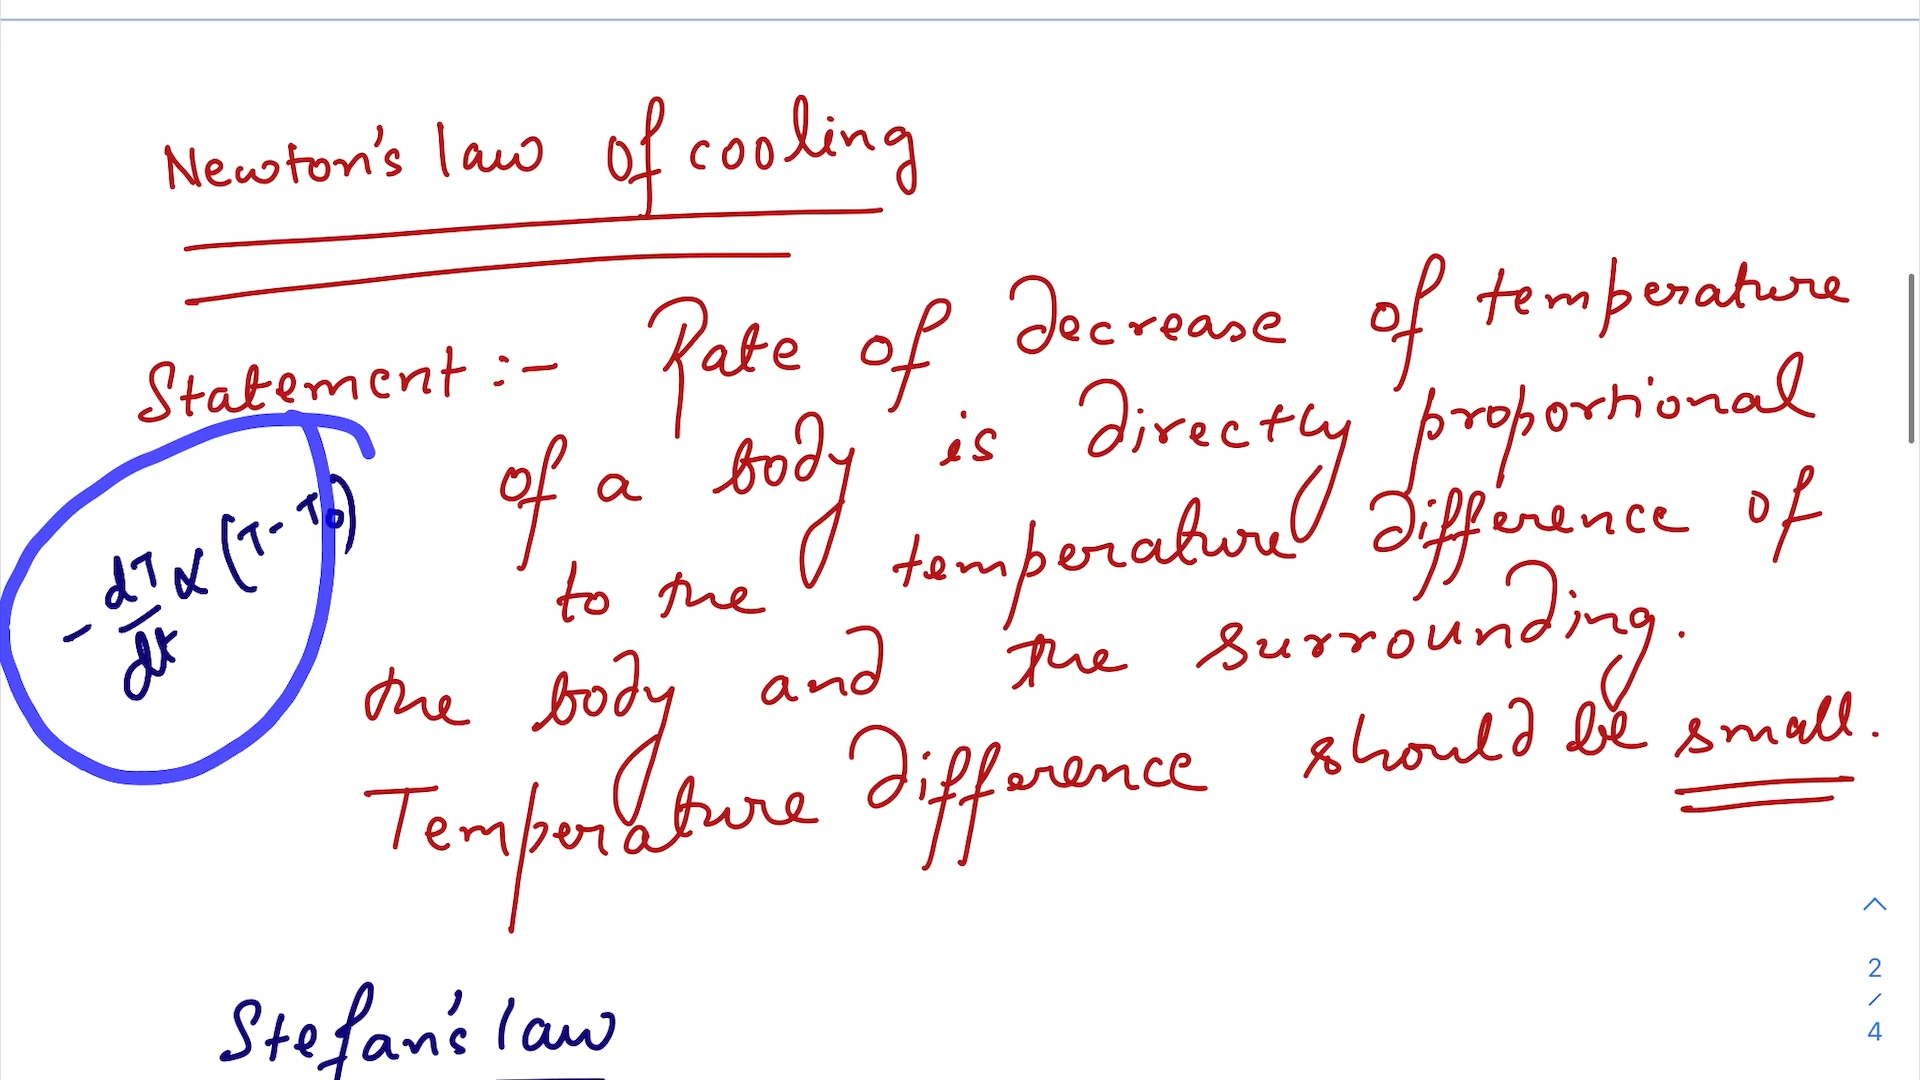 Newton's law of cooling
Statement :- Rate of decrease of temperature
of a body is directly proportional
to the temperature difference of
the body and the surrounding.
Temperature difference should be small.
- dT/dt ∝ (T - T₀)
Stefan's law
2
/
4